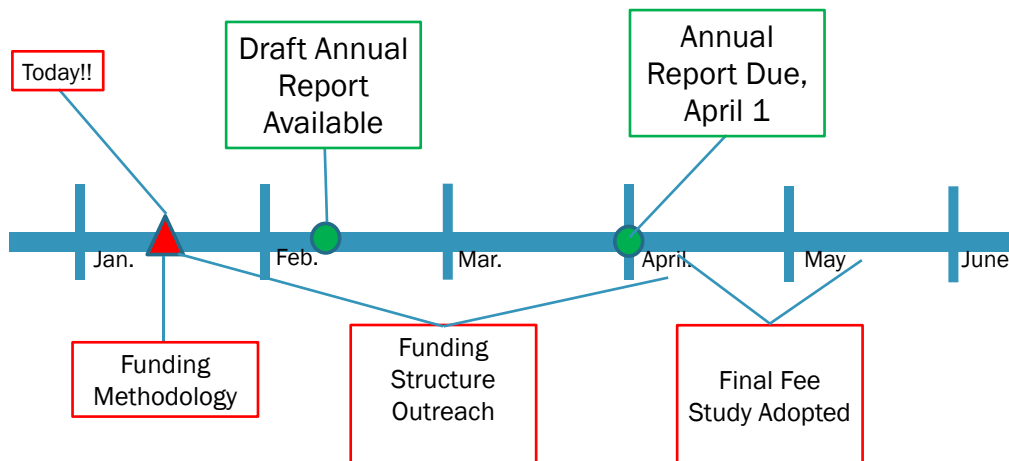 Today!!
Draft Annual
Report
Available
Annual
Report Due,
April 1
Jan.
Feb.
Mar.
April.
May
June
Funding
Methodology
Funding
Structure
Outreach
Final Fee
Study Adopted